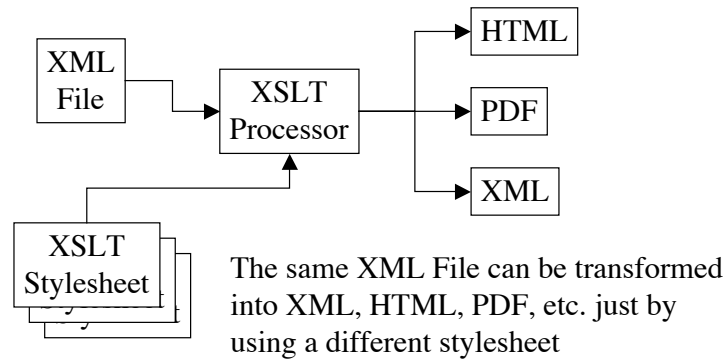 XML
File
XSLT
Processor
HTML
PDF
XML
XSLT
Stylesheet
The same XML File can be transformed
into XML, HTML, PDF, etc. just by
using a different stylesheet